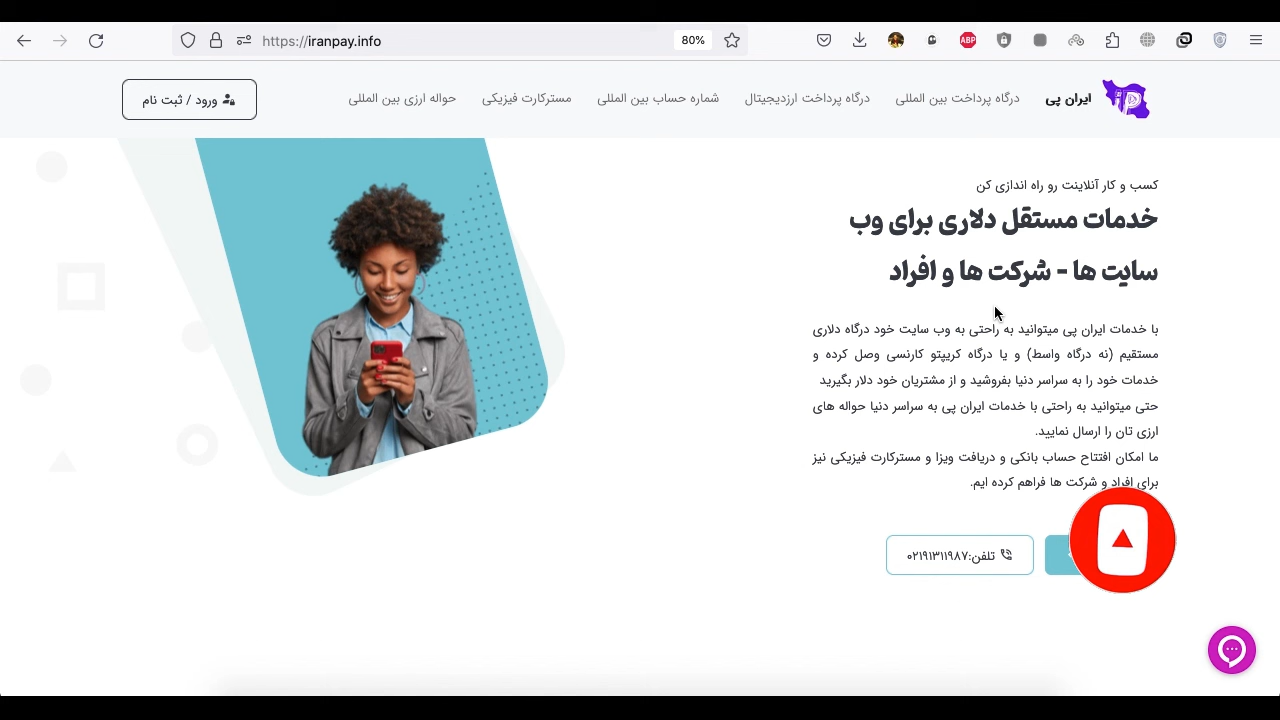 https://iranpay.info
80%
ABP
ایران پی
درگاه پرداخت بین المللی
درگاه پرداخت ارزدیجیتال
شماره حساب بین المللی
مسترکارت فیزیکی
حواله ارزی بین المللی
ورود / ثبت نام
کسب و کار آنلاینت رو راه اندازی کن
خدمات مستقل دلاری برای وب
سایت ها - شرکت ها و افراد
با خدمات ایران پی میتوانید به راحتی به وب سایت خود درگاه دلاری
مستقیم (نه درگاه واسط) و یا درگاه کریپتو کارنسی وصل کرده و
خدمات خود را به سراسر دنیا بفروشید و از مشتریان خود دلار بگیرید
حتی میتوانید به راحتی با خدمات ایران پی به سراسر دنیا حواله های
ارزی تان را ارسال نمایید.
ما امکان افتتاح حساب بانکی و دریافت ویزا و مسترکارت فیزیکی نیز
برای افراد و شرکت ها فراهم کرده ایم.
تلفن:۰۲۱۹۱۳۱۱۹۸۷